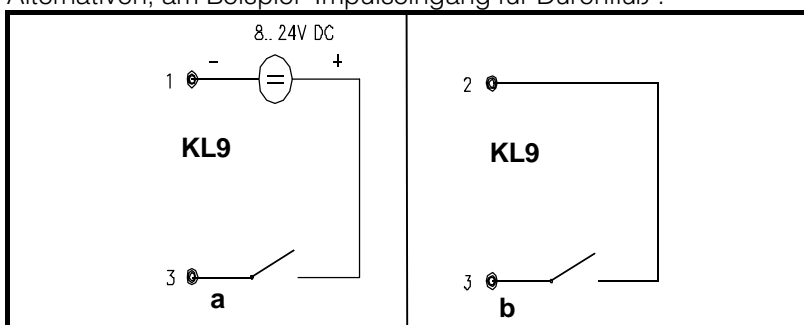 Alternativen, am Beispiel "Impulseingang für Durchfluß":
8.. 24V DC
- +
1
KL9
3
a
2
KL9
3
b